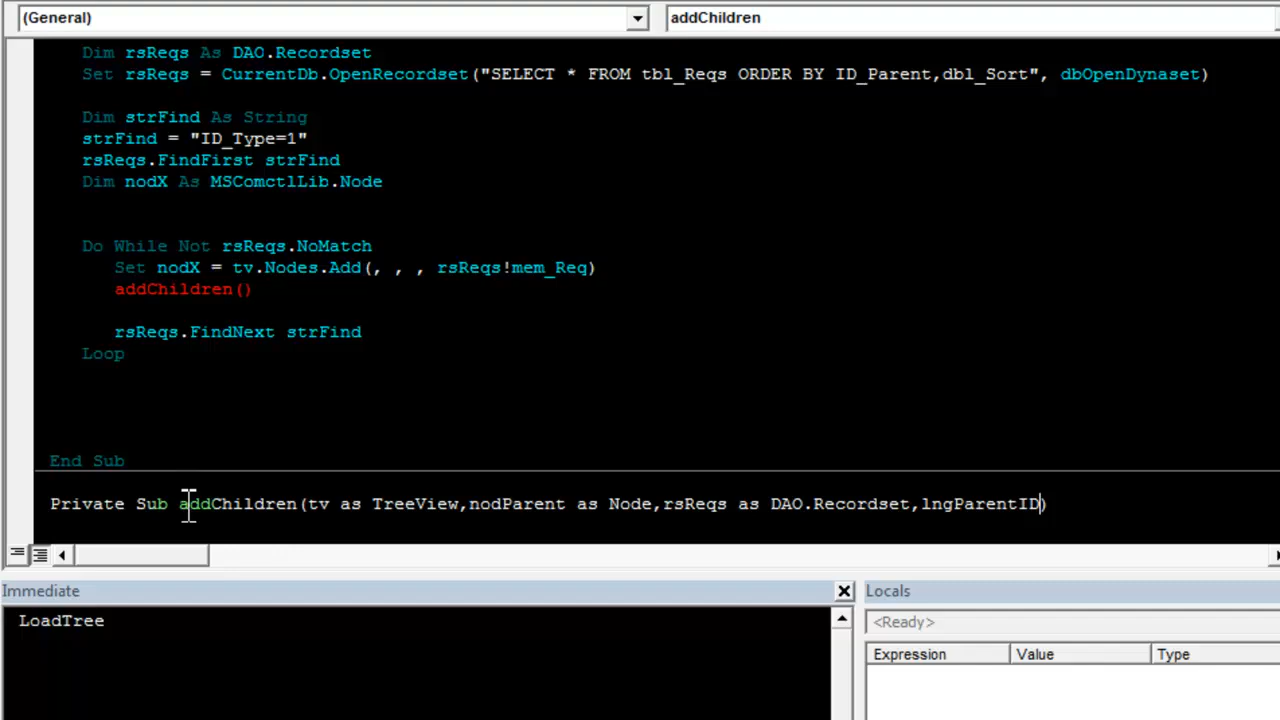 (General)
addChildren
Dim rsReqs As DAO.Recordset
Set rsReqs = CurrentDb.OpenRecordset("SELECT * FROM tbl_Reqs ORDER BY ID_Parent,dbl_Sort", dbOpenDynaset)
Dim strFind As String
strFind = "ID_Type=1"
rsReqs.FindFirst strFind
Dim nodX As MSComctlLib.Node
Do While Not rsReqs.NoMatch
Set nodX = tv.Nodes.Add(, , , rsReqs!mem_Req)
addChildren()
rsReqs.FindNext strFind
Loop
End Sub
Private Sub addChildren(tv as TreeView,nodParent as Node,rsReqs as DAO.Recordset,lngParentID)
Immediate
LoadTree
Locals
<Ready>
Expression Value Type